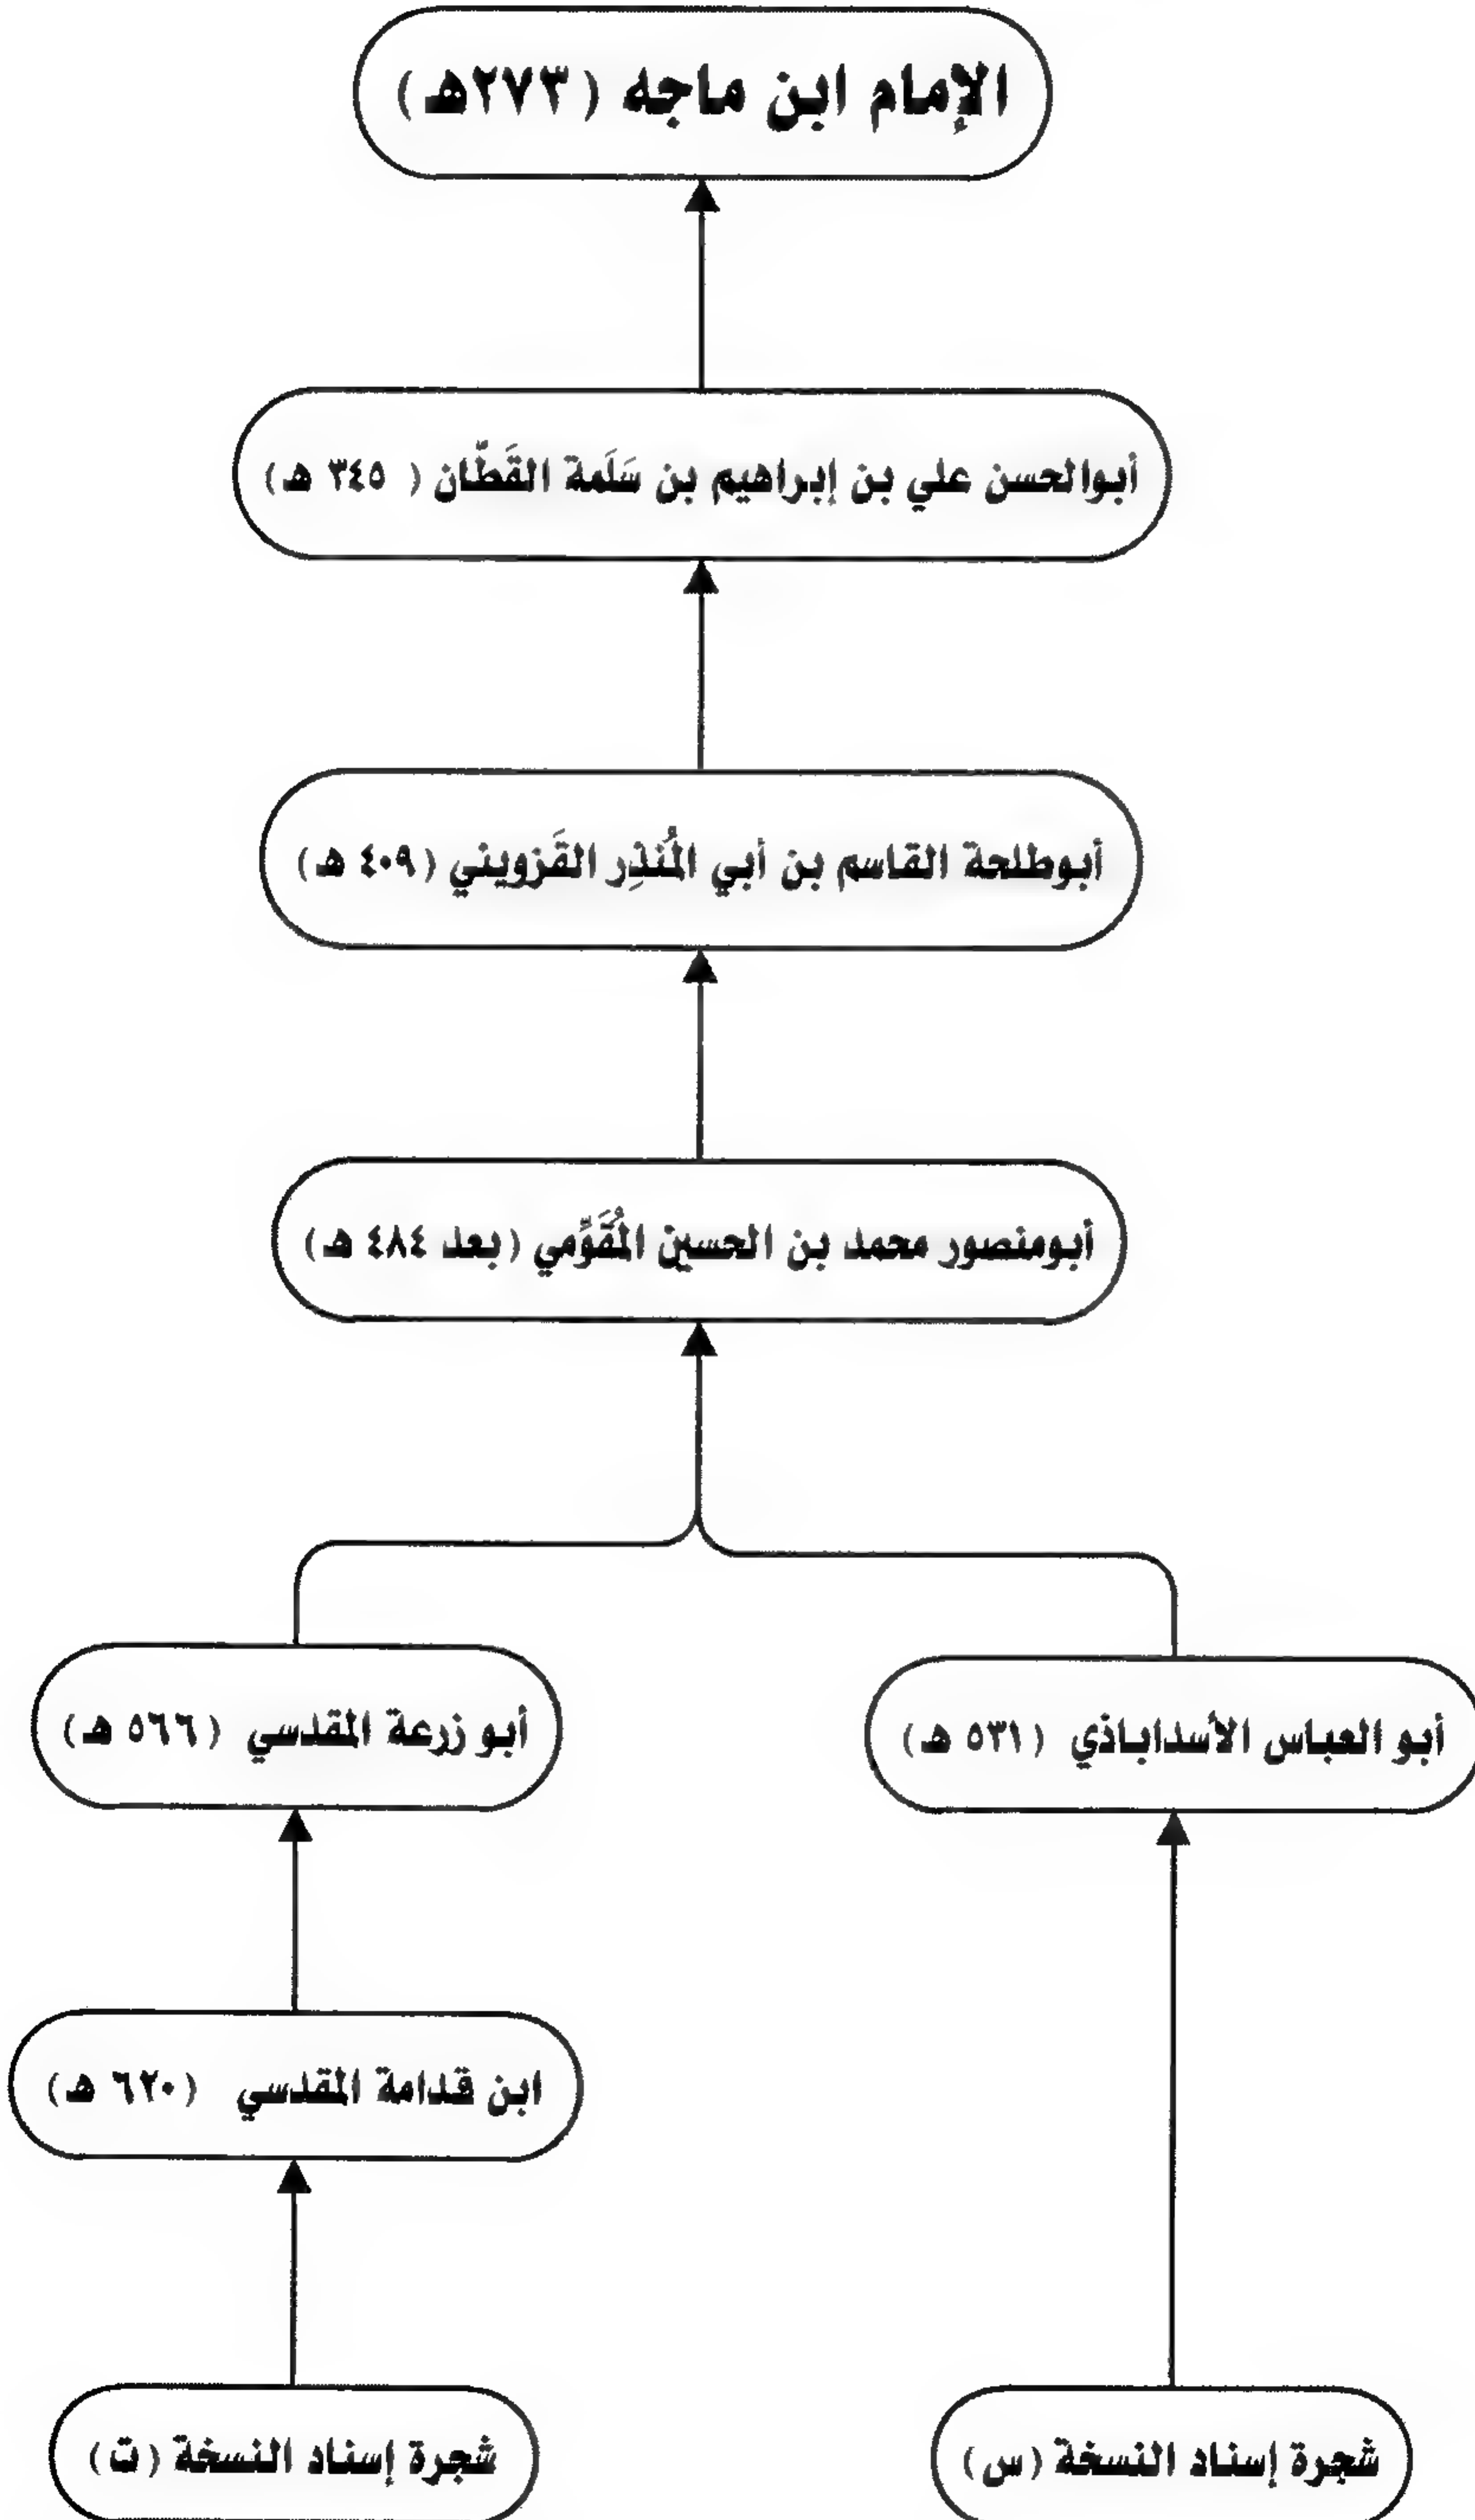 الإمام ابن ماجه (٢٧٣هـ)
أبوالحسن علي بن إبراهيم بن سَلَمة القَطَّان ( ٣٤٥ هـ)
أبوطلحة القاسم بن أبي المُنذِر القَزويني (٤٠٩ هـ)
أبومنصور محمد بن الحسين المُقَوَّمي (بعد ٤٨٤ هـ)
أبو العباس الأسداباذي (٥٣١ هـ)
أبو زرعة المقدسي (٥٦٦ هـ)
ابن قدامة المقدسي (٦٢٠ هـ)
شجرة إسناد النسخة (س)
شجرة إسناد النسخة (ت)